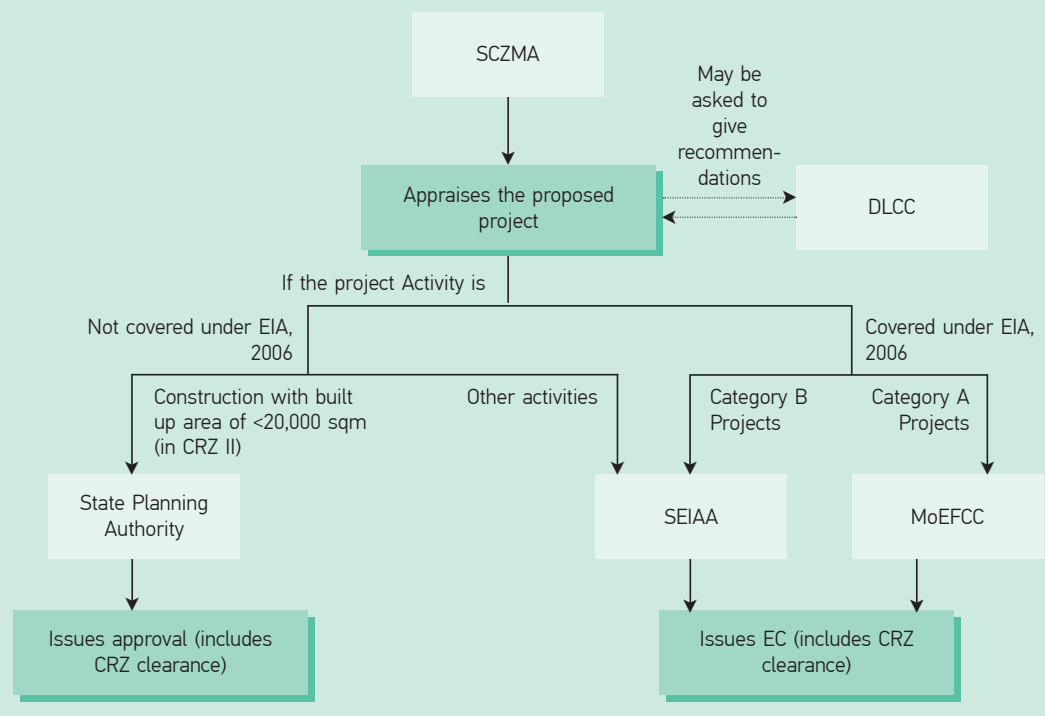 SCZMA
May be
asked to
give
recommen-
dations
Appraises the proposed
project
DLCC
If the project Activity is
Not covered under EIA,
2006
Covered under EIA,
2006
Construction with built
up area of <20,000 sqm
(in CRZ II)
Other activities
Category B
Projects
Category A
Projects
State Planning
Authority
SEIAA
MoEFCC
Issues approval (includes
CRZ clearance)
Issues EC (includes CRZ
clearance)